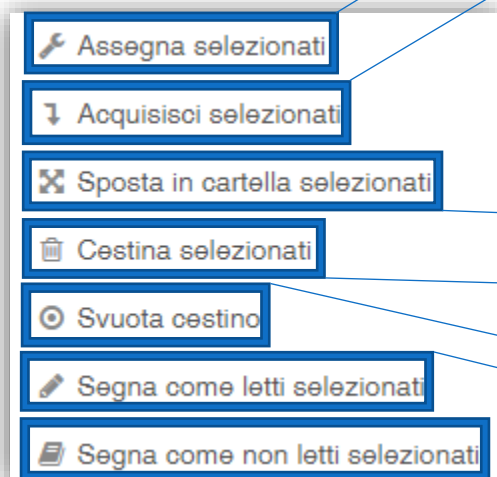 Assegna selezionati
Acquisisci selezionati
Sposta in cartella selezionati
Cestina selezionati
Svuota cestino
Segna come letti selezionati
Segna come non letti selezionati